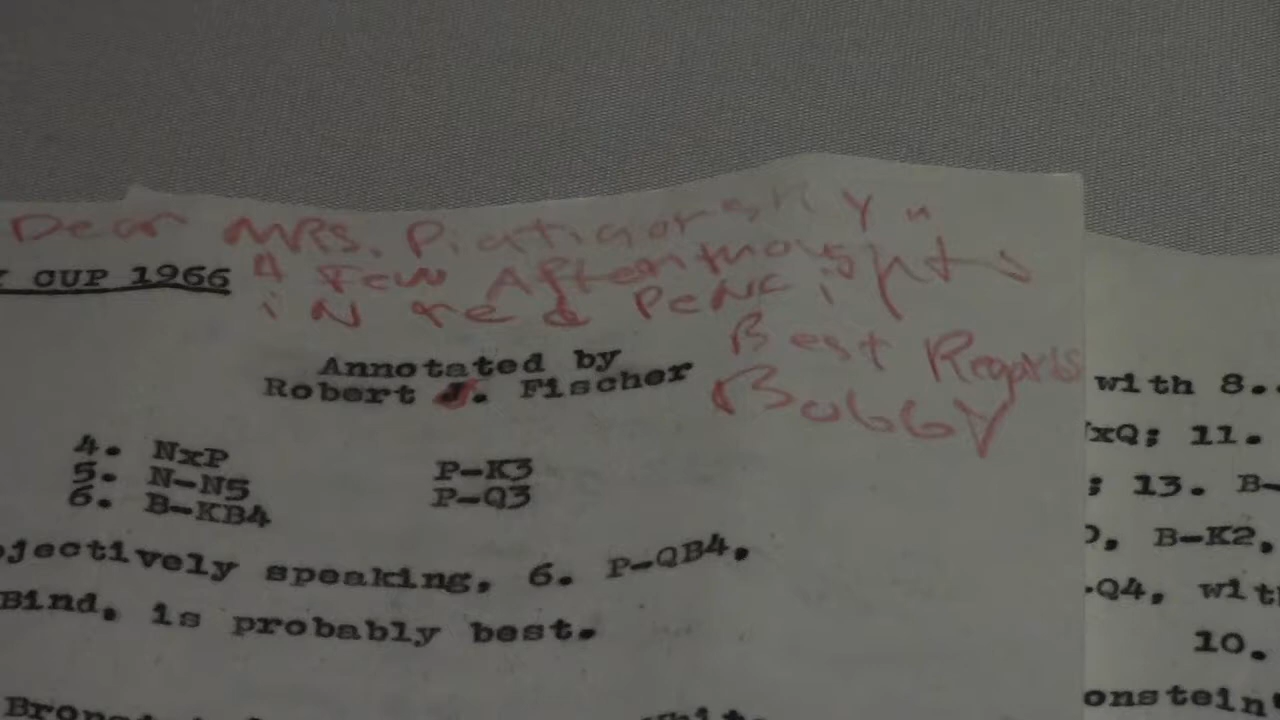 Dear MRS. Piatigorsky "
CUP 1966
A Few Afterthoughts
in red Pencil
Best Regards
Bobby
Annotated by
Robert J. Fischer
4. NxP P-K3
5. N-N5 P-Q3
6. B-KB4
jectively speaking, 6. P-QB4,
Bind, is probably best.
with 8.
xQ; 11.
; 13. B-
, B-K2,
Q4, wit
10.
onstein'